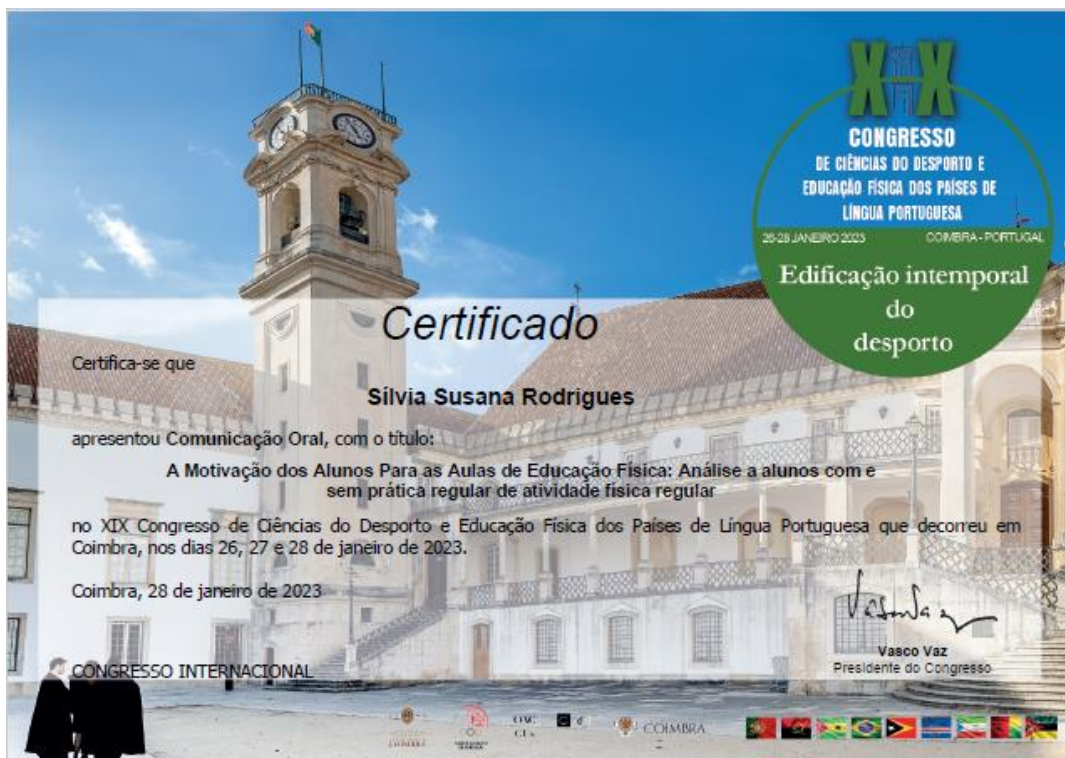 XIX
CONGRESSO
DE CIÊNCIAS DO DESPORTO E
EDUCAÇÃO FÍSICA DOS PAÍSES DE
LÍNGUA PORTUGUESA
26-28 JANEIRO 2023 COIMBRA - PORTUGAL
Edificação intemporal
do
desporto
Certificado
Certifica-se que
Sílvia Susana Rodrigues
apresentou Comunicação Oral, com o título:
A Motivação dos Alunos Para as Aulas de Educação Física: Análise a alunos com e
sem prática regular de atividade física regular
no XIX Congresso de Ciências do Desporto e Educação Física dos Países de Língua Portuguesa que decorreu em
Coimbra, nos dias 26, 27 e 28 de janeiro de 2023.
Coimbra, 28 de janeiro de 2023
Vasco Vaz
Presidente do Congresso
CONGRESSO INTERNACIONAL
COIMBRA